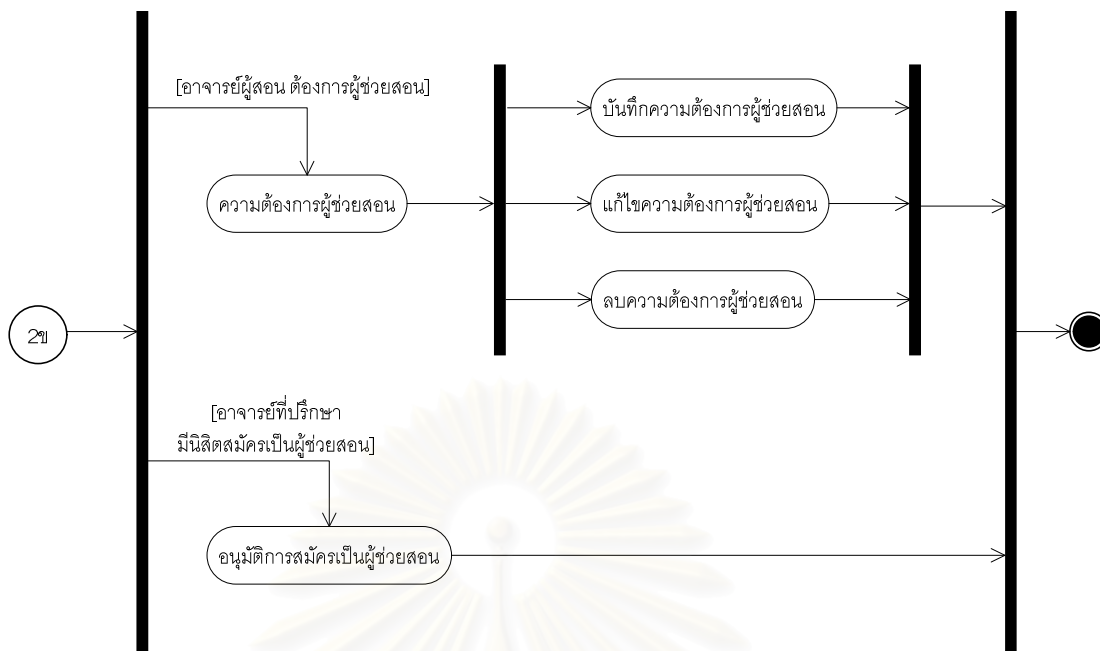 [อาจารย์ผู้สอน ต้องการผู้ช่วยสอน]
บันทึกความต้องการผู้ช่วยสอน
ความต้องการผู้ช่วยสอน
แก้ไขความต้องการผู้ช่วยสอน
ลบความต้องการผู้ช่วยสอน
2ข
[อาจารย์ที่ปรึกษา
มีนิสิตสมัครเป็นผู้ช่วยสอน]
อนุมัติการสมัครเป็นผู้ช่วยสอน